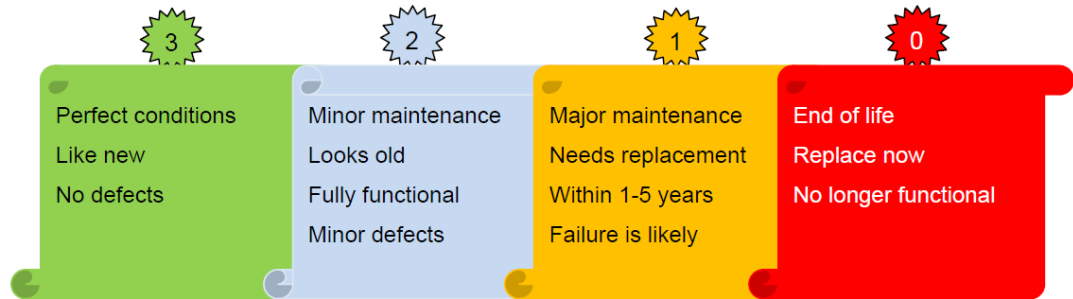 3
Perfect conditions
Like new
No defects
2
Minor maintenance
Looks old
Fully functional
Minor defects
1
Major maintenance
Needs replacement
Within 1-5 years
Failure is likely
0
End of life
Replace now
No longer functional